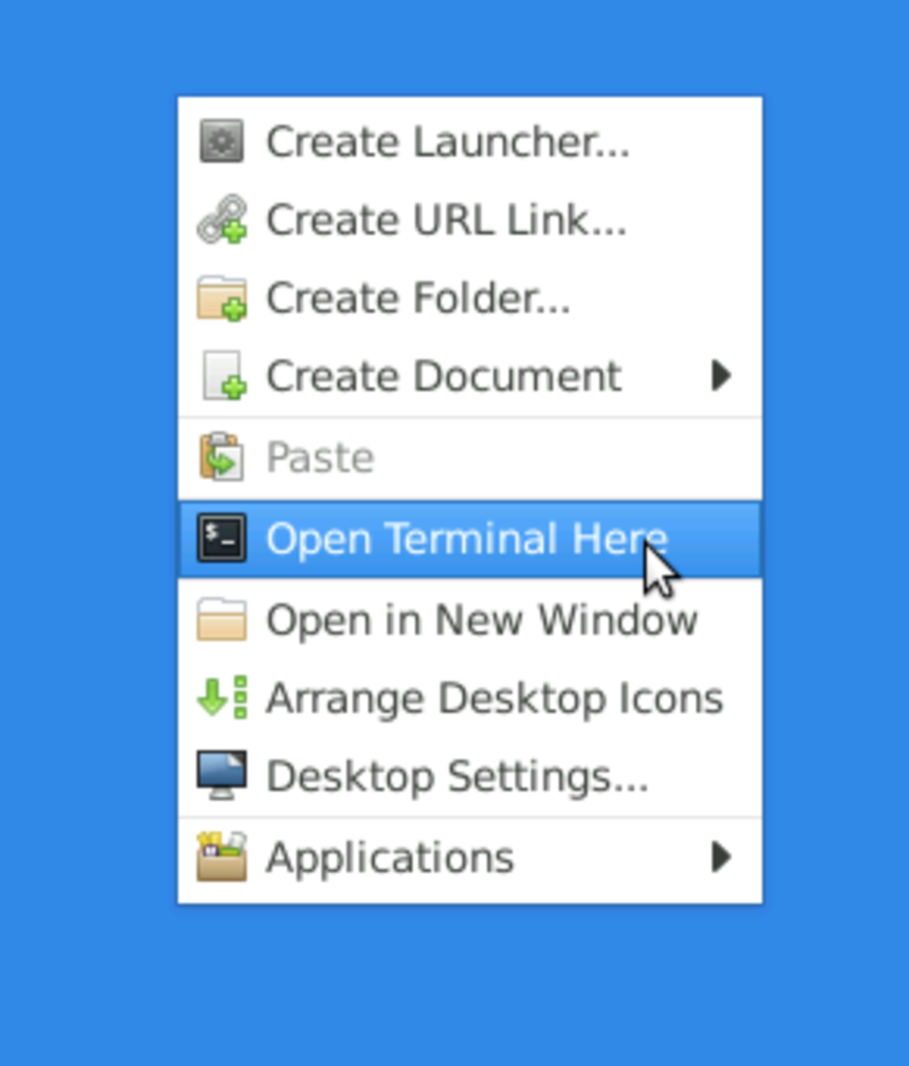 Create Launcher...
Create URL Link...
Create Folder...
Create Document
Paste
$_
Open Terminal Here
Open in New Window
Arrange Desktop Icons
Desktop Settings...
Applications